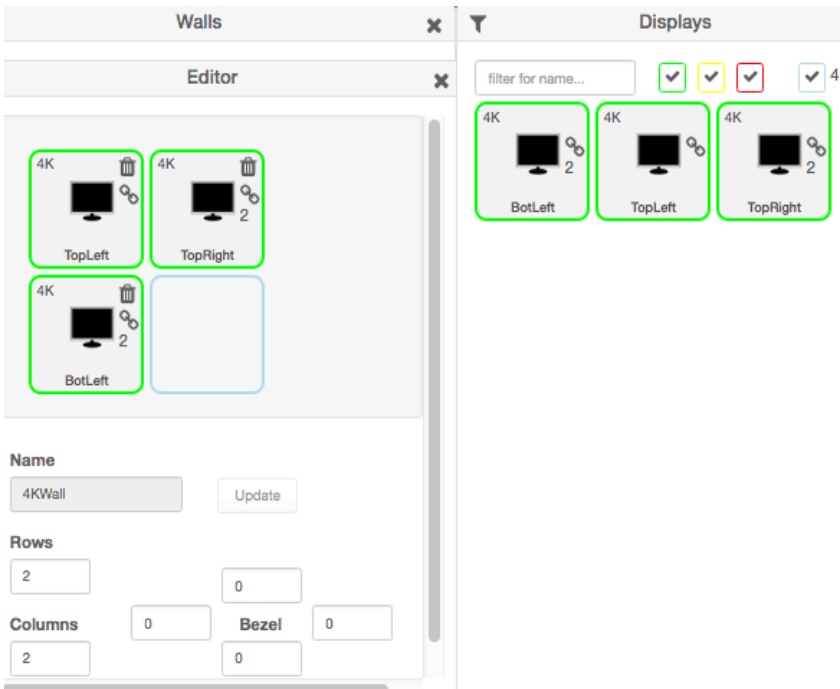 Walls
Displays
Editor
filter for name...
4
4K
4K
2
TopLeft
TopRight
4K
2
BotLeft
4K
2
BotLeft
4K
TopLeft
4K
2
TopRight
Name
4KWall
Update
Rows
2
0
Columns
0
Bezel
0
2
0